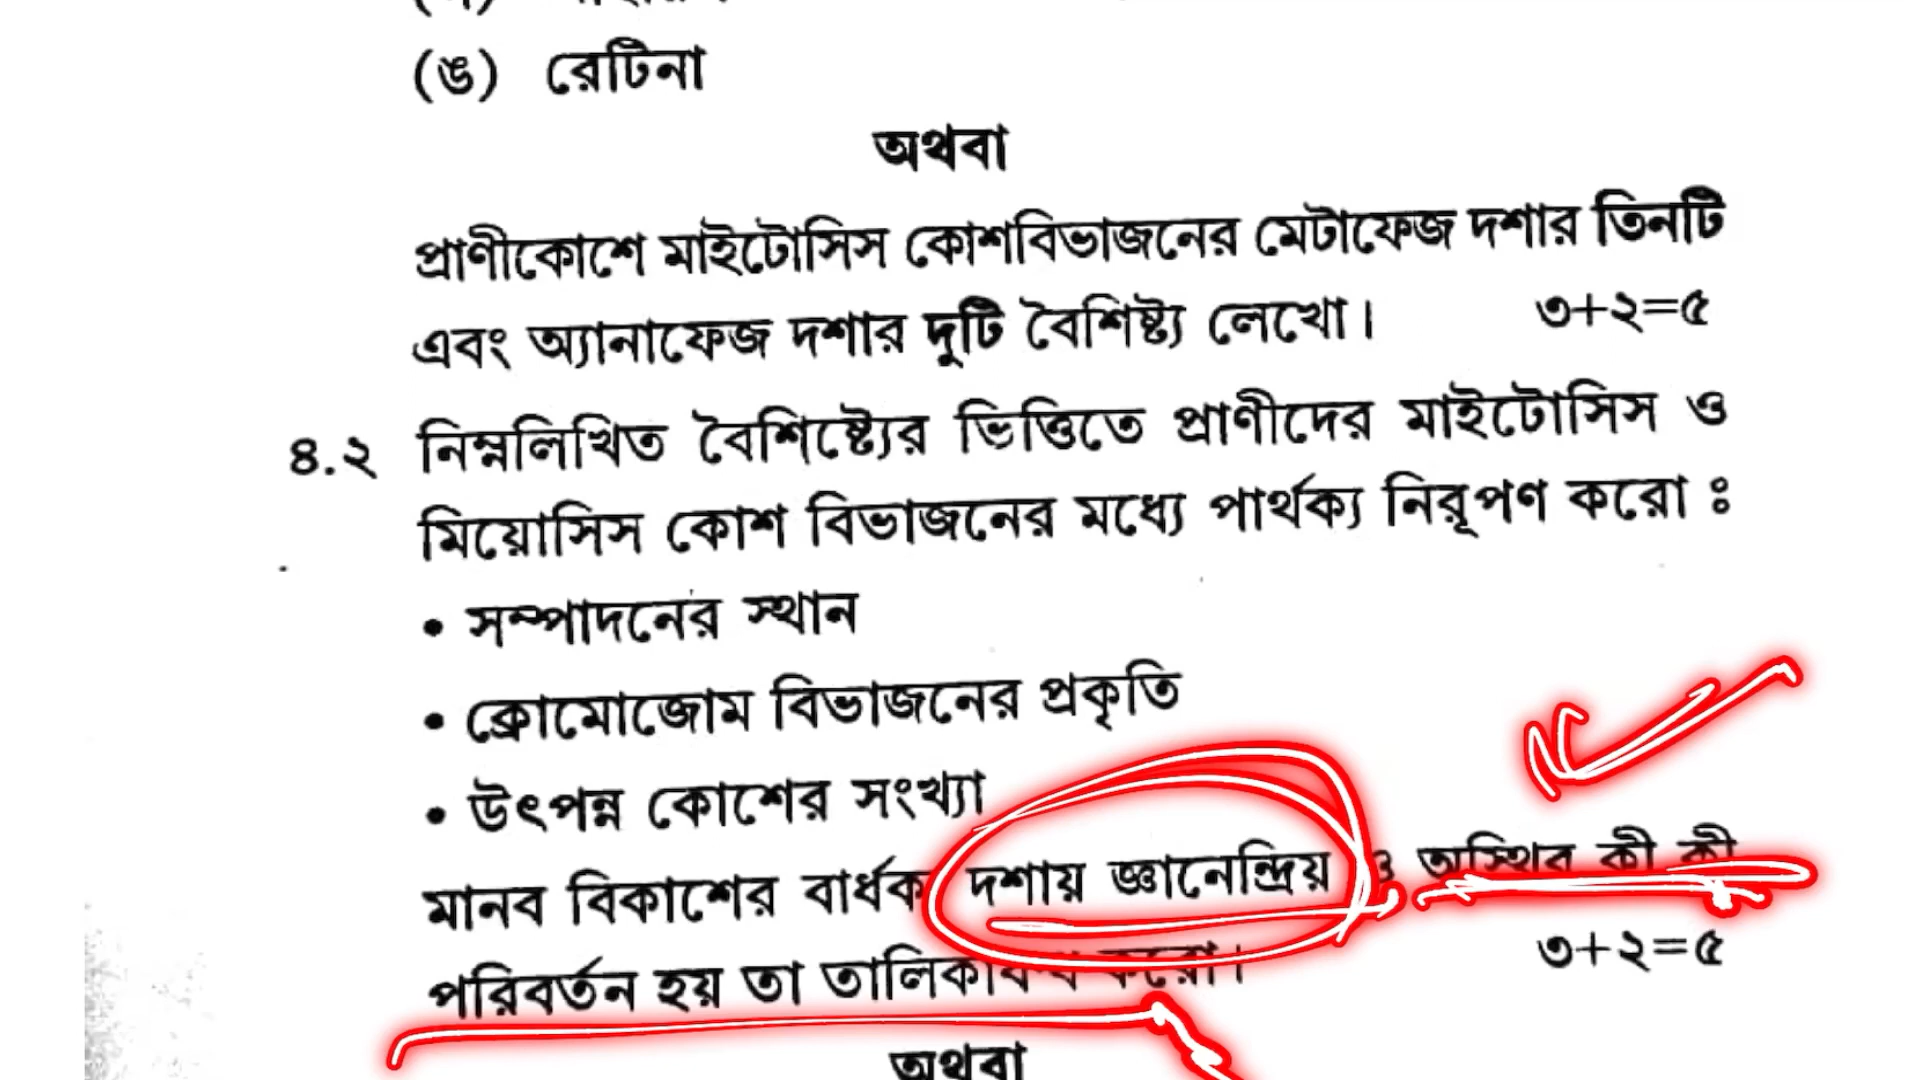 (ঙ) রেটিনা
অথবা
প্রাণীকোশে মাইটোসিস কোশবিভাজনের মেটাফেজ দশার তিনটি
এবং অ্যানাফেজ দশার দুটি বৈশিষ্ট্য লেখো। ৩+২=৫
৪.২ নিম্নলিখিত বৈশিষ্ট্যের ভিত্তিতে প্রাণীদের মাইটোসিস ও
মিয়োসিস কোশ বিভাজনের মধ্যে পার্থক্য নিরূপণ করো ঃ
• সম্পাদনের স্থান
• ক্রোমোজোম বিভাজনের প্রকৃতি
• উৎপন্ন কোশের সংখ্যা
মানব বিকাশের বার্ধক্য দশায় জ্ঞানেন্দ্রিয় ও অস্থির কী কী
পরিবর্তন হয় তা তালিকাবদ্ধ করো। ৩+২=৫
অথবা